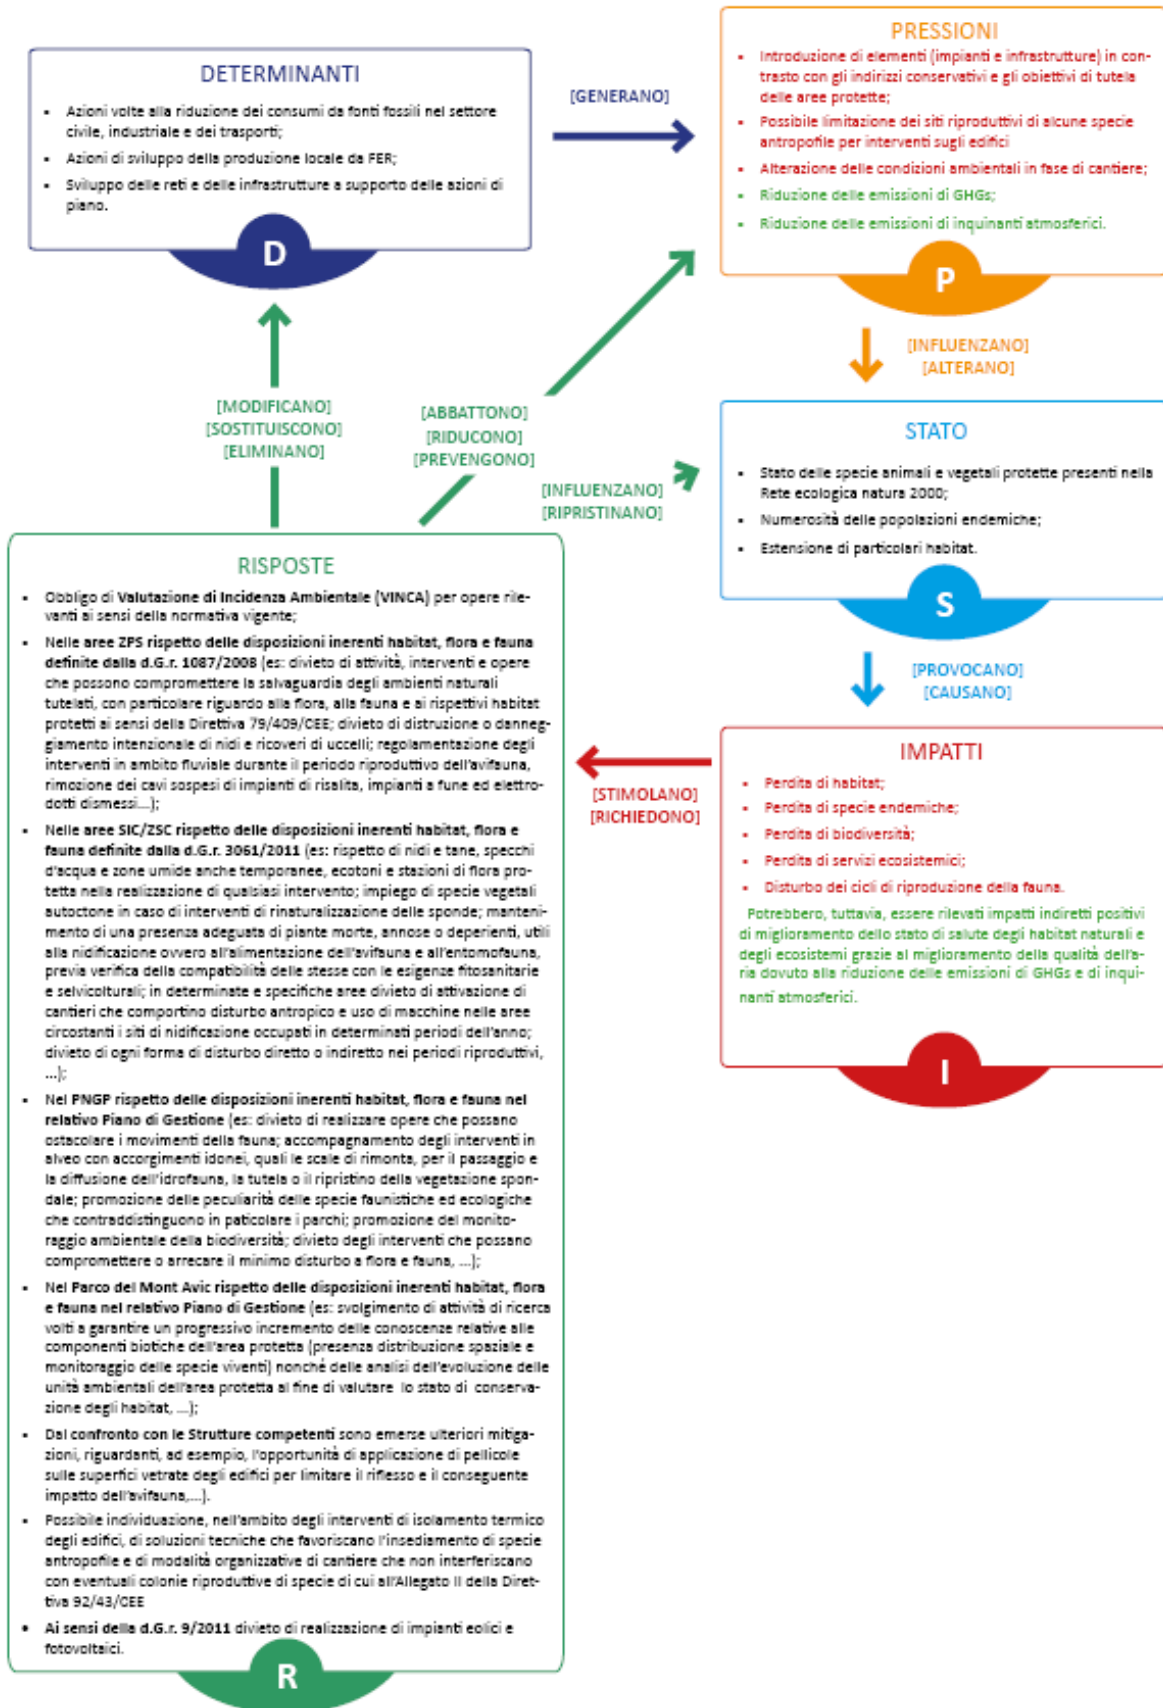 DETERMINANTI
• Azioni volte alla riduzione dei consumi da fonti fossili nel settore
civile, industriale e dei trasporti;
• Azioni di sviluppo della produzione locale da FER;
• Sviluppo delle reti e delle infrastrutture a supporto delle azioni di
piano.
D
[GENERANO]
PRESSIONI
• Introduzione di elementi (impianti e infrastrutture) in con-
trasto con gli indirizzi conservativi e gli obiettivi di tutela
delle aree protette;
• Possibile limitazione dei siti riproduttivi di alcune specie
antropofile per interventi sugli edifici
• Alterazione delle condizioni ambientali in fase di cantiere;
• Riduzione delle emissioni di GHGs;
• Riduzione delle emissioni di inquinanti atmosferici.
P
[INFLUENZANO]
[ALTERANO]
[MODIFICANO]
[SOSTITUISCONO]
[ELIMINANO]
[ABBATTONO]
[RIDUCONO]
[PREVENGONO]
[INFLUENZANO]
[RIPRISTINANO]
STATO
• Stato delle specie animali e vegetali protette presenti nella
Rete ecologica natura 2000;
• Numerosità delle popolazioni endemiche;
• Estensione di particolari habitat.
S
[PROVOCANO]
[CAUSANO]
IMPATTI
• Perdita di habitat;
• Perdita di specie endemiche;
• Perdita di biodiversità;
• Perdita di servizi ecosistemici;
• Disturbo dei cicli di riproduzione della fauna.
Potrebbero, tuttavia, essere rilevati impatti indiretti positivi
di miglioramento dello stato di salute degli habitat naturali e
degli ecosistemi grazie al miglioramento della qualità dell'a-
ria dovuto alla riduzione delle emissioni di GHGs e di inqui-
nanti atmosferici.
I
[STIMOLANO]
[RICHIEDONO]
RISPOSTE
• Obbligo di Valutazione di Incidenza Ambientale (VINCA) per opere rile-
vanti ai sensi della normativa vigente;
• Nelle aree ZPS rispetto delle disposizioni inerenti habitat, flora e fauna
definite dalla d.G.r. 1087/2008 (es: divieto di attività, interventi e opere
che possono compromettere la salvaguardia degli ambienti naturali
tutelati, con particolare riguardo alla flora, alla fauna e ai rispettivi habitat
protetti ai sensi della Direttiva 79/409/CEE; divieto di distruzione o danneg-
giamento intenzionale di nidi e ricoveri di uccelli; regolamentazione degli
interventi in ambito fluviale durante il periodo riproduttivo dell'avifauna,
rimozione dei cavi sospesi di impianti di risalita, impianti a fune ed elettro-
dotti dismessi...);
• Nelle aree SIC/ZSC rispetto delle disposizioni inerenti habitat, flora e
fauna definite dalla d.G.r. 3061/2011 (es: rispetto di nidi e tane, specchi
d'acqua e zone umide anche temporanee, ecotoni e stazioni di flora pro-
tetta nella realizzazione di qualsiasi intervento; impiego di specie vegetali
autoctone in caso di interventi di rinaturalizzazione delle sponde; manteni-
mento di una presenza adeguata di piante morte, annose o deperienti, utili
alla nidificazione ovvero all'alimentazione dell'avifauna e all'entomofauna,
previa verifica della compatibilità delle stesse con le esigenze fitosanitarie
e selvicolturali; in determinate e specifiche aree divieto di attivazione di
cantieri che comportino disturbo antropico e uso di macchine nelle aree
circostanti i siti di nidificazione occupati in determinati periodi dell'anno;
divieto di ogni forma di disturbo diretto o indiretto nei periodi riproduttivi,
...);
• Nel PNGP rispetto delle disposizioni inerenti habitat, flora e fauna nel
relativo Piano di Gestione (es: divieto di realizzare opere che possano
ostacolare i movimenti della fauna; accompagnamento degli interventi in
alveo con accorgimenti idonei, quali le scale di rimonta, per il passaggio e
la diffusione dell'idrofauna, la tutela o il ripristino della vegetazione spon-
dale; promozione delle peculiarità delle specie faunistiche ed ecologiche
che contraddistinguono in paticolare i parchi; promozione del monito-
raggio ambientale della biodiversità; divieto degli interventi che possano
compromettere o arrecare il minimo disturbo a flora e fauna, ...);
• Nel Parco del Mont Avic rispetto delle disposizioni inerenti habitat, flora
e fauna nel relativo Piano di Gestione (es: svolgimento di attività di ricerca
volti a garantire un progressivo incremento delle conoscenze relative alle
componenti biotiche dell'area protetta (presenza distribuzione spaziale e
monitoraggio delle specie viventi) nonchè delle analisi dell'evoluzione delle
unità ambientali dell'area protetta al fine di valutare lo stato di conserva-
zione degli habitat, ...);
• Dal confronto con le Strutture competenti sono emerse ulteriori mitiga-
zioni, riguardanti, ad esempio, l'opportunità di applicazione di pellicole
sulle superfici vetrate degli edifici per limitare il riflesso e il conseguente
impatto dell'avifauna,...).
• Possibile individuazione, nell'ambito degli interventi di isolamento termico
degli edifici, di soluzioni tecniche che favoriscano l'insediamento di specie
antropofile e di modalità organizzative di cantiere che non interferiscano
con eventuali colonie riproduttive di specie di cui all'Allegato II della Diret-
tiva 92/43/CEE
• Ai sensi della d.G.r. 9/2011 divieto di realizzazione di impianti eolici e
fotovoltaici.
R